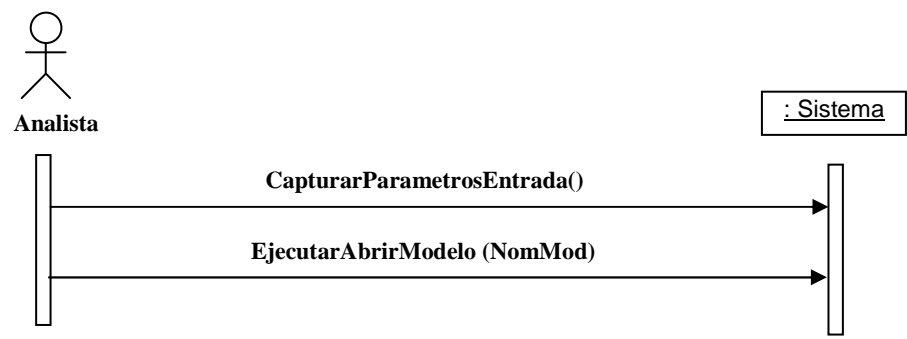 Analista
: Sistema
CapturarParametrosEntrada()
EjecutarAbrirModelo (NomMod)